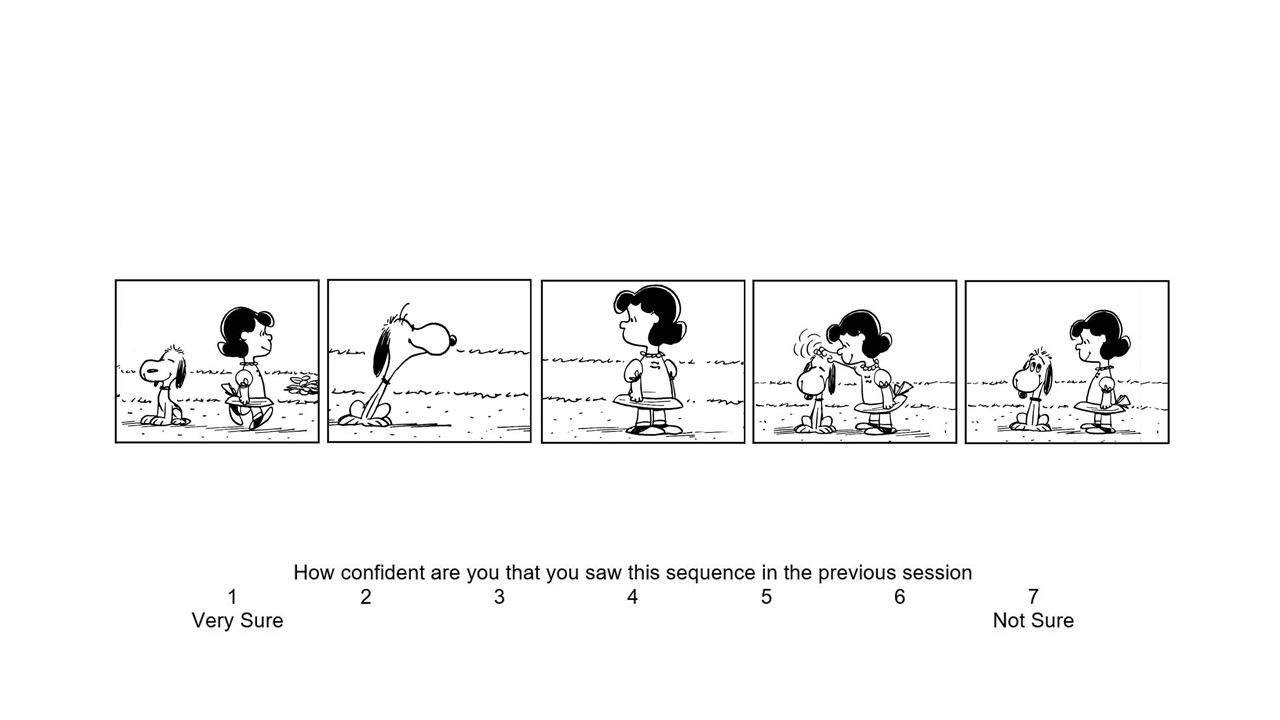 How confident are you that you saw this sequence in the previous session
1 2 3 4 5 6 7
Very Sure Not Sure